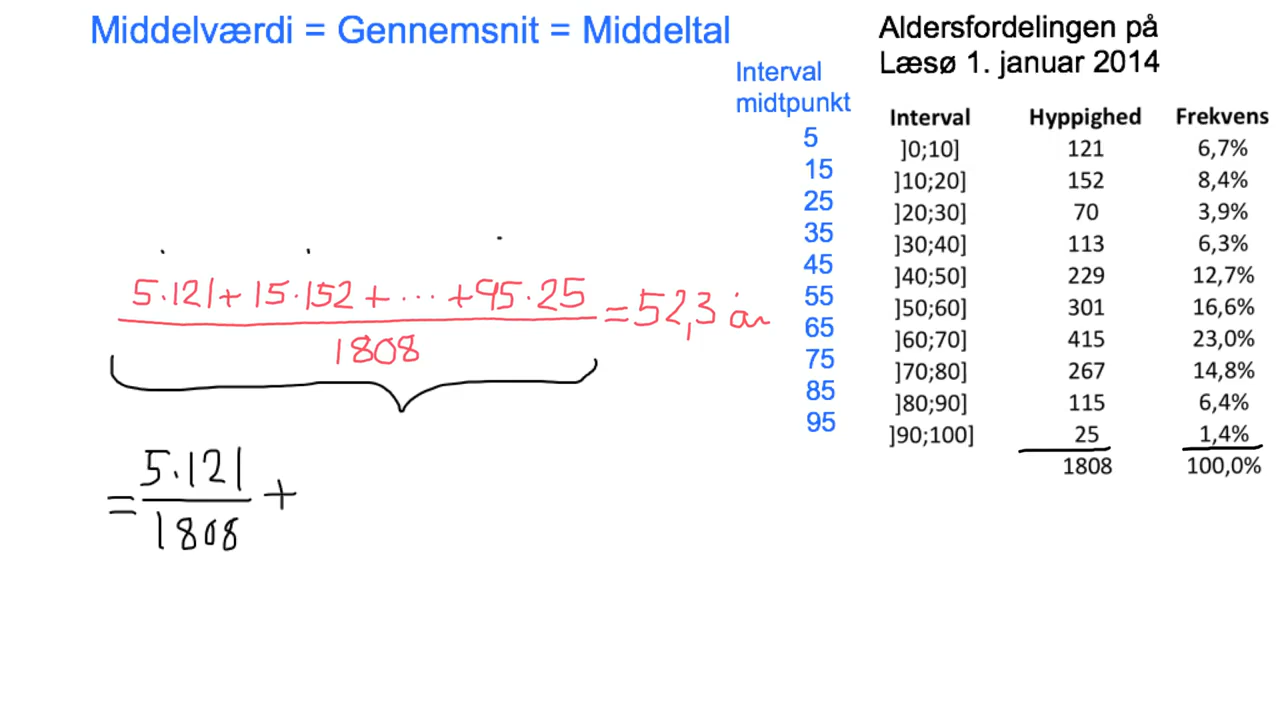 Middelværdi = Gennemsnit = Middeltal
Aldersfordelingen på
Læsø 1. januar 2014
Interval
midtpunkt
Interval Hyppighed Frekvens
5 ]0;10] 121 6,7%
15 ]10;20] 152 8,4%
25 ]20;30] 70 3,9%
35 ]30;40] 113 6,3%
45 ]40;50] 229 12,7%
55 ]50;60] 301 16,6%
65 ]60;70] 415 23,0%
75 ]70;80] 267 14,8%
85 ]80;90] 115 6,4%
95 ]90;100] 25 1,4%
1808 100,0%
5·121+15·152+···+95·25
1808
=52,3 år
=5·121
1808
+